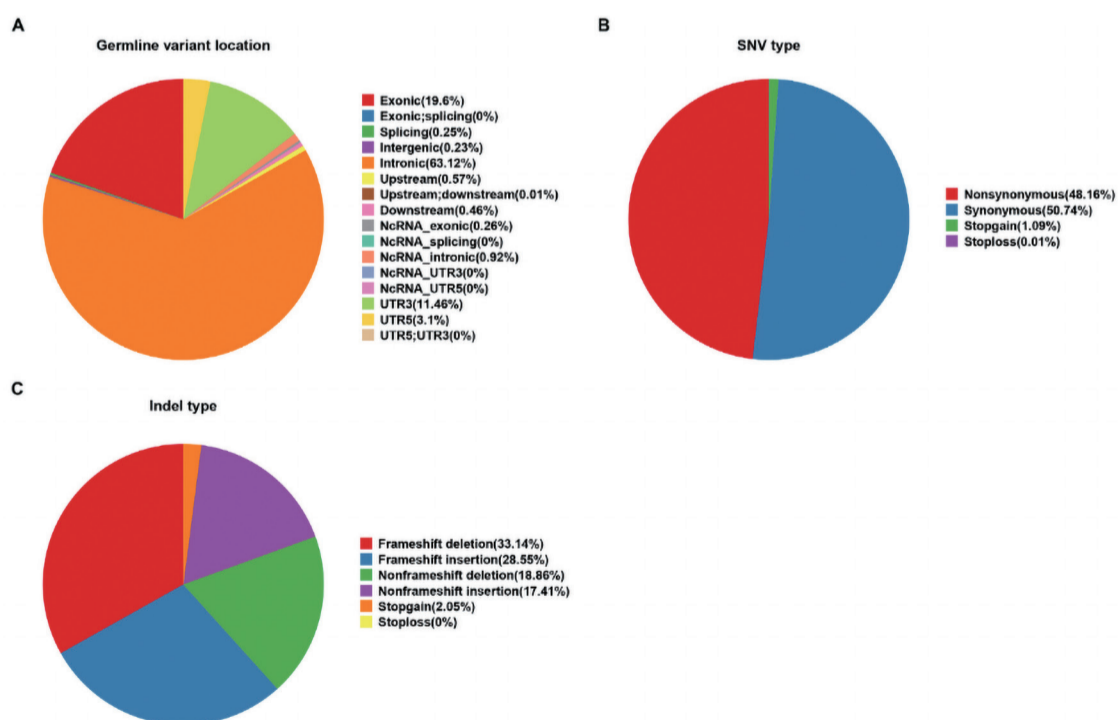 A
Germline variant location
Exonic(19.6%)
Exonic;splicing(0%)
Splicing(0.25%)
Intergenic(0.23%)
Intronic(63.12%)
Upstream(0.57%)
Upstream;downstream(0.01%)
Downstream(0.46%)
NcRNA_exonic(0.26%)
NcRNA_splicing(0%)
NcRNA_intronic(0.92%)
NcRNA_UTR3(0%)
NcRNA_UTR5(0%)
UTR3(11.46%)
UTR5(3.1%)
UTR5;UTR3(0%)
B
SNV type
Nonsynonymous(48.16%)
Synonymous(50.74%)
Stopgain(1.09%)
Stoploss(0.01%)
C
Indel type
Frameshift deletion(33.14%)
Frameshift insertion(28.55%)
Nonframeshift deletion(18.86%)
Nonframeshift insertion(17.41%)
Stopgain(2.05%)
Stoploss(0%)